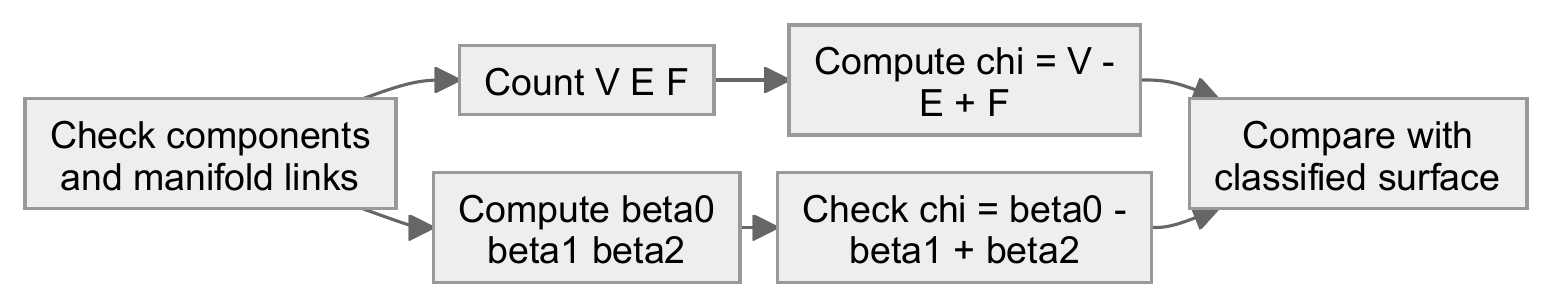 Check components
and manifold links
Count V E F
Compute chi = V -
E + F
Compute beta0
beta1 beta2
Check chi = beta0 -
beta1 + beta2
Compare with
classified surface